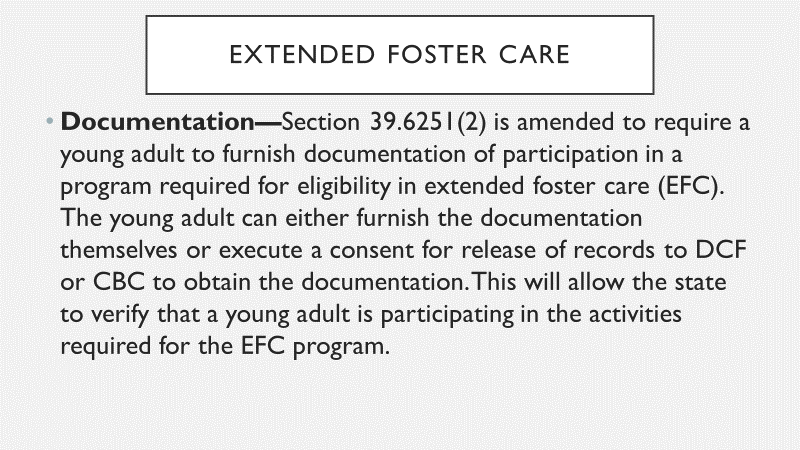 EXTENDED FOSTER CARE
• Documentation—Section 39.6251(2) is amended to require a
young adult to furnish documentation of participation in a
program required for eligibility in extended foster care (EFC).
The young adult can either furnish the documentation
themselves or execute a consent for release of records to DCF
or CBC to obtain the documentation. This will allow the state
to verify that a young adult is participating in the activities
required for the EFC program.